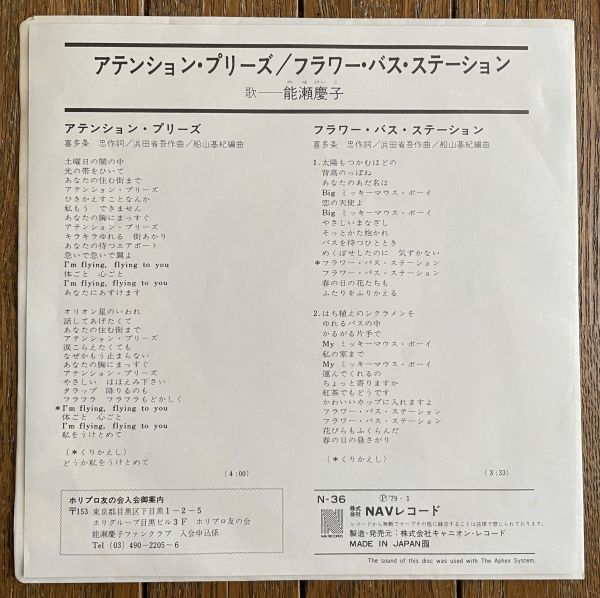 アテンション・プリーズ/フラワー・バス・ステーション
のせけいこ
歌──能瀬慶子
アテンション・プリーズ
喜多条 忠作詞/浜田省吾作曲/船山基紀編曲
土曜日の闇の中
光の帯をひいて
あなたの住む街まで
アテンション・プリーズ
ひきかえすことなんか
私もう できません
あなたの胸にまっすぐ
アテンション・プリーズ
キラキラゆれる 街あかり
あなたの待つエアポート
急いで急いで翼よ
I'm flying, flying to you
体ごと 心ごと
I'm flying, flying to you
あなたにあずけます
オリオン星のいわれ
話してあげたくて
あなたの住む街まで
アテンション・プリーズ
涙こらえたくても
なぜかもう止まらない
あなたの胸にまっすぐ
アテンション・プリーズ
やさしい ほほえみ下さい
タラップ 降りるのも
フラフラ フラフラもどかしく
*I'm flying, flying to you
体ごと 心ごと
I'm flying, flying to you
私をうけとめて
(*くりかえし)
どうか私をうけとめて
(4:00)
フラワー・バス・ステーション
喜多条 忠作詞/浜田省吾作曲/船山基紀編曲
1.太陽もつかむほどの
背高のっぽね
あなたのあだ名は
Big ミッキーマウス・ボーイ
恋の天使よ
Big ミッキーマウス・ボーイ
やさしいまなざし
そっとかた抱かれ
バスを待つひととき
めくばせしたのに 気ずかない
*フラワー・バス・ステーション
フラワー・バス・ステーション
春の日の花たちも
ふたりをふりかえる
2.はち植えのシクラメンを
ゆれるバスの中
かるがる片手で
My ミッキーマウス・ボーイ
私の家まで
My ミッキーマウス・ボーイ
運んでくれるの
ちょっと寄りますか
紅茶でもどうです
かわいいカップに入れますよ
フラワー・バス・ステーション
フラワー・バス・ステーション
花びらもふくらんだ
春の日の昼さがり
(*くりかえし)
(3:33)
ホリプロ友の会入会御案内
〒153 東京都目黒区下目黒1-2-5
ホリグループ目黒ビル3F ホリプロ友の会
能瀬慶子ファンクラブ 入会申込係
Tel (03) 490-2205~6
N-36 Ⓟ'79・1
NAV RECORDS
株式会社 NAVレコード
レコードから無断でテープその他に録音することは法律で禁じられております。
製造・発売元:株式会社キャニオン・レコード
MADE IN JAPAN
The sound of this disc was used with The Aphex System.